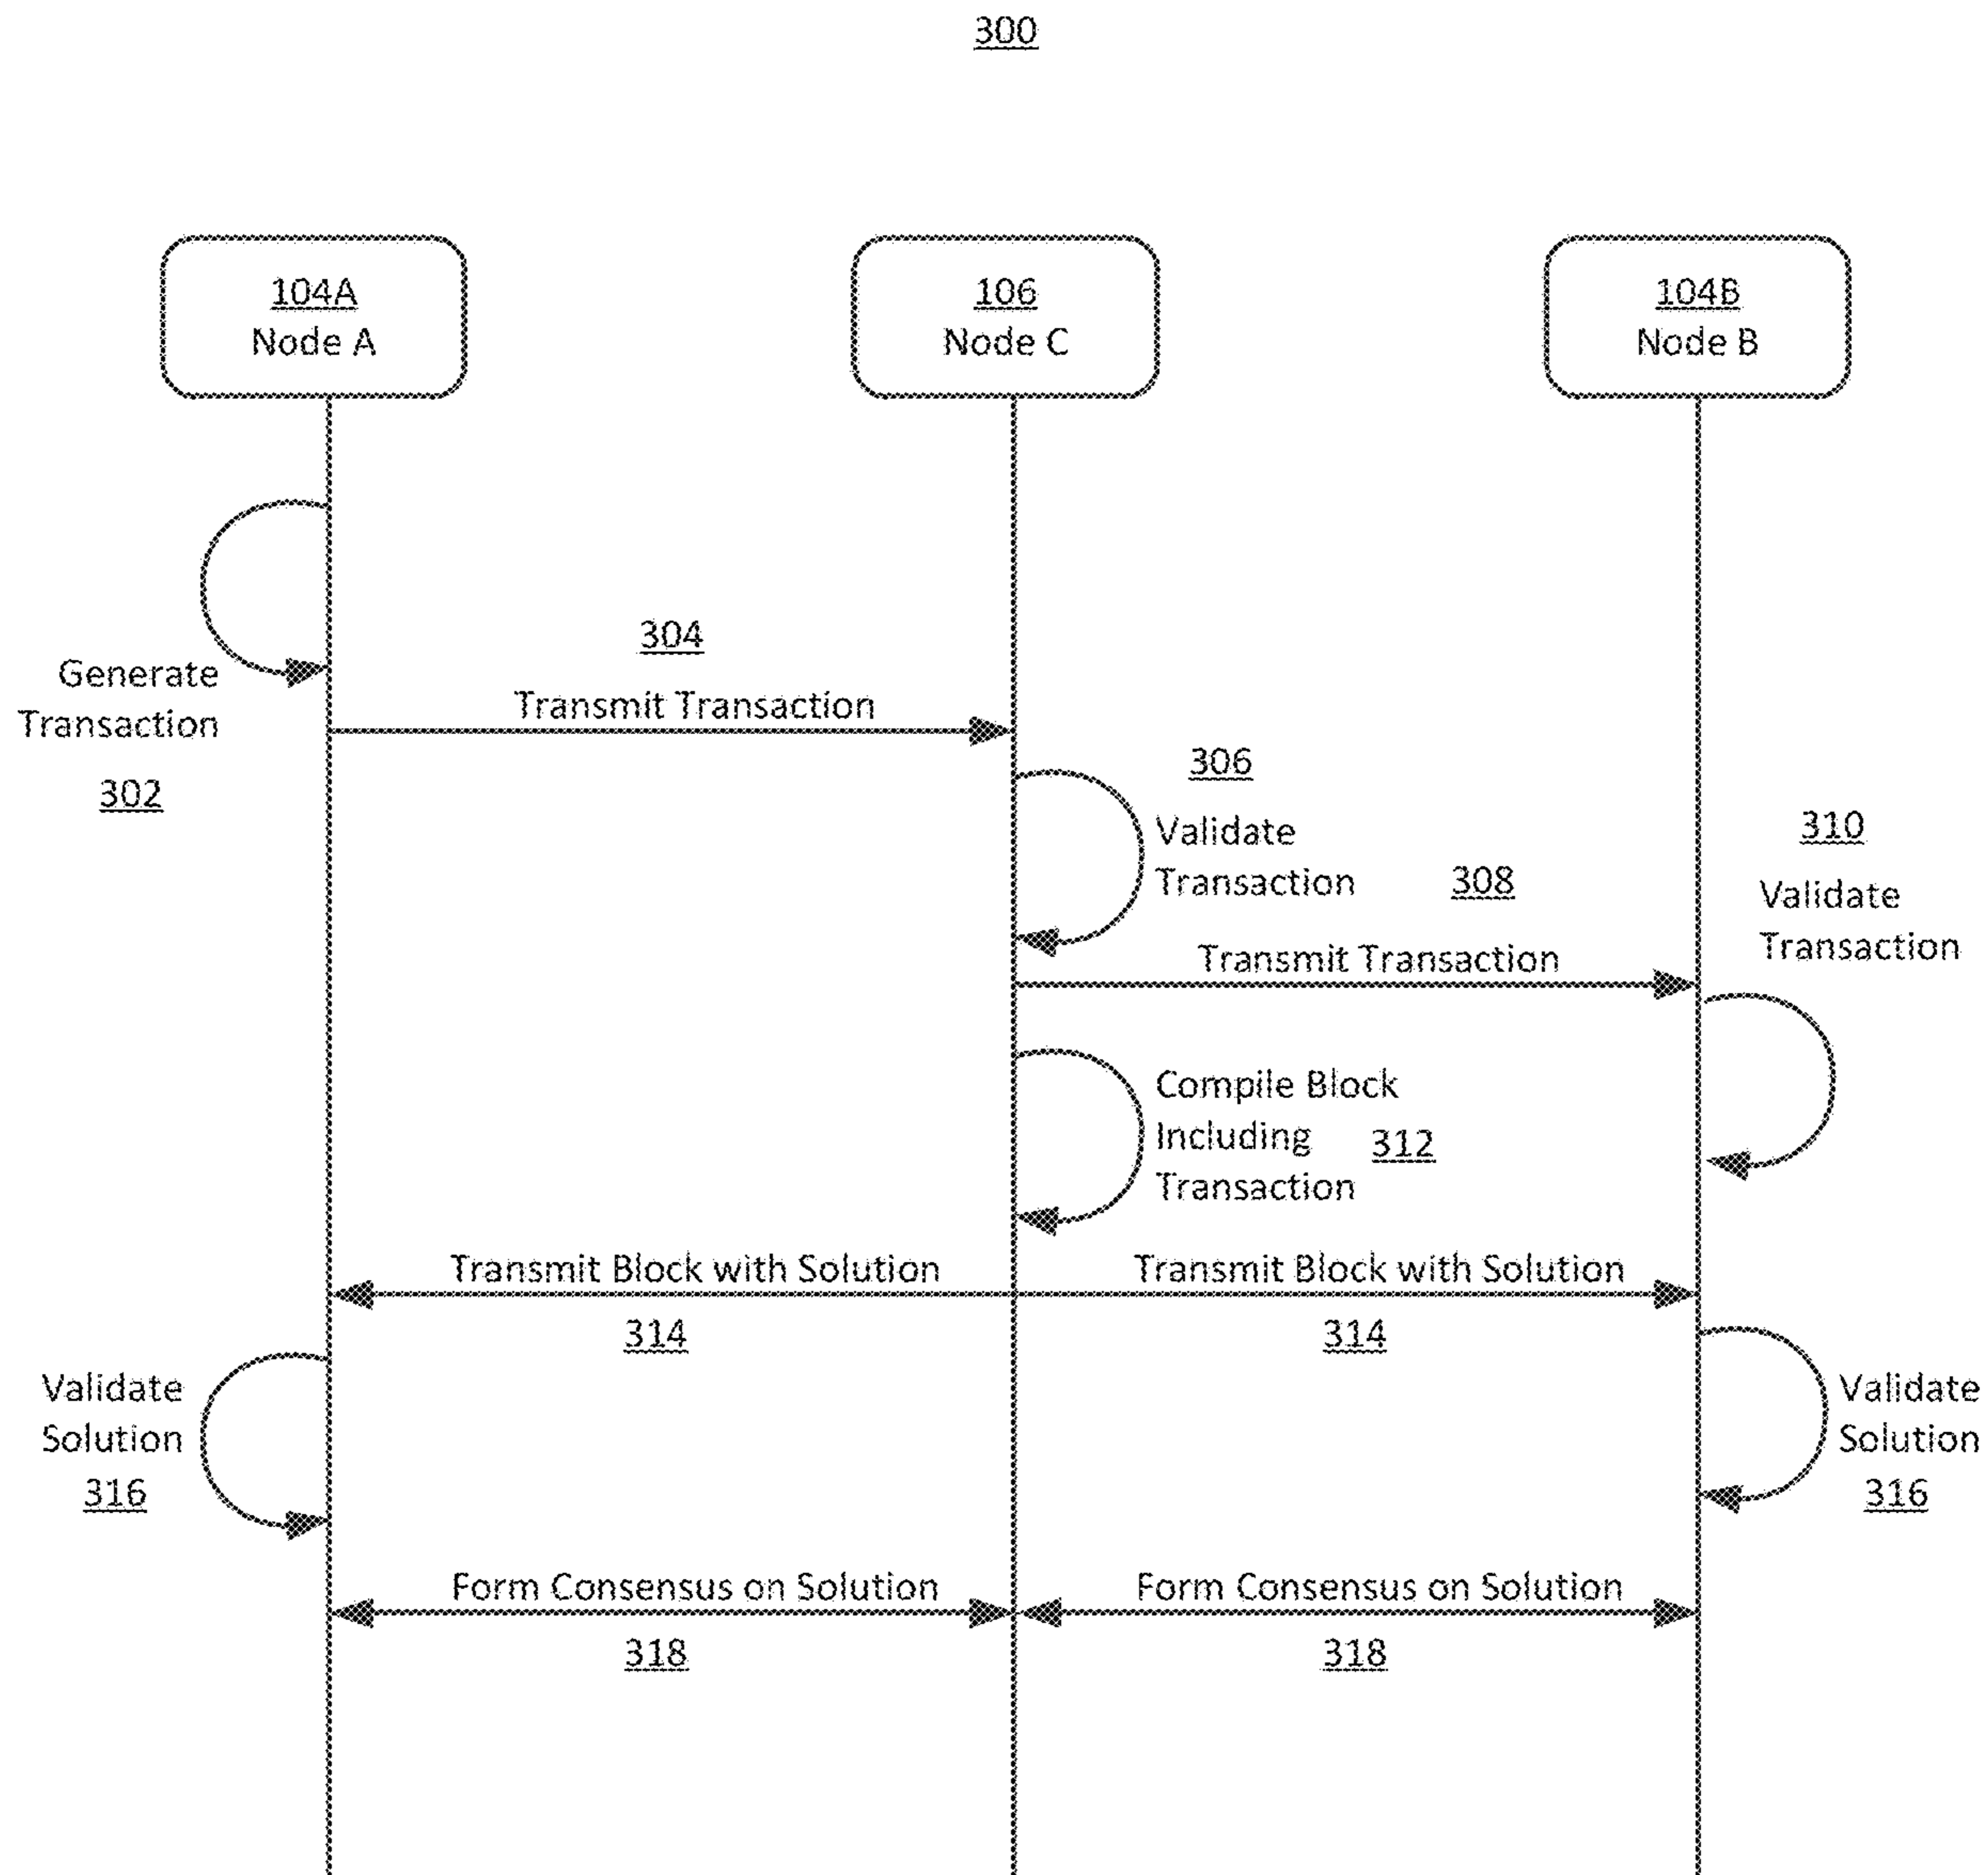 300
104A
Node A
106
Node C
104B
Node B
304
Generate
Transaction
302
Transmit Transaction
306
Validate
Transaction
308
310
Validate
Transaction
Transmit Transaction
Compile Block
Including
Transaction
312
Transmit Block with Solution
314
Transmit Block with Solution
314
Validate
Solution
316
Validate
Solution
316
Form Consensus on Solution
318
Form Consensus on Solution
318